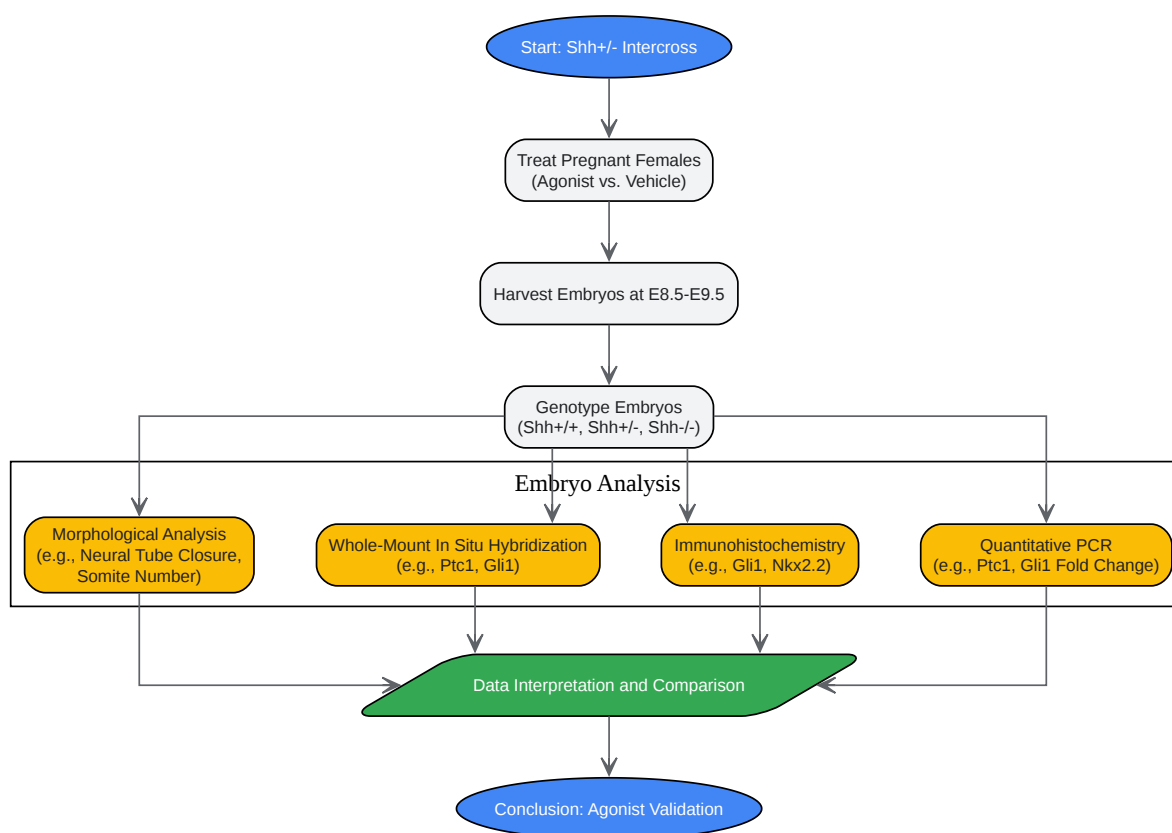 Start: Shh+/- Intercross
Treat Pregnant Females
(Agonist vs. Vehicle)
Harvest Embryos at E8.5-E9.5
Genotype Embryos
(Shh+/+, Shh+/-, Shh-/-)
Embryo Analysis
Morphological Analysis
(e.g., Neural Tube Closure,
Somite Number)
Whole-Mount In Situ Hybridization
(e.g., Ptc1, Gli1)
Immunohistochemistry
(e.g., Gli1, Nkx2.2)
Quantitative PCR
(e.g., Ptc1, Gli1 Fold Change)
Data Interpretation and Comparison
Conclusion: Agonist Validation